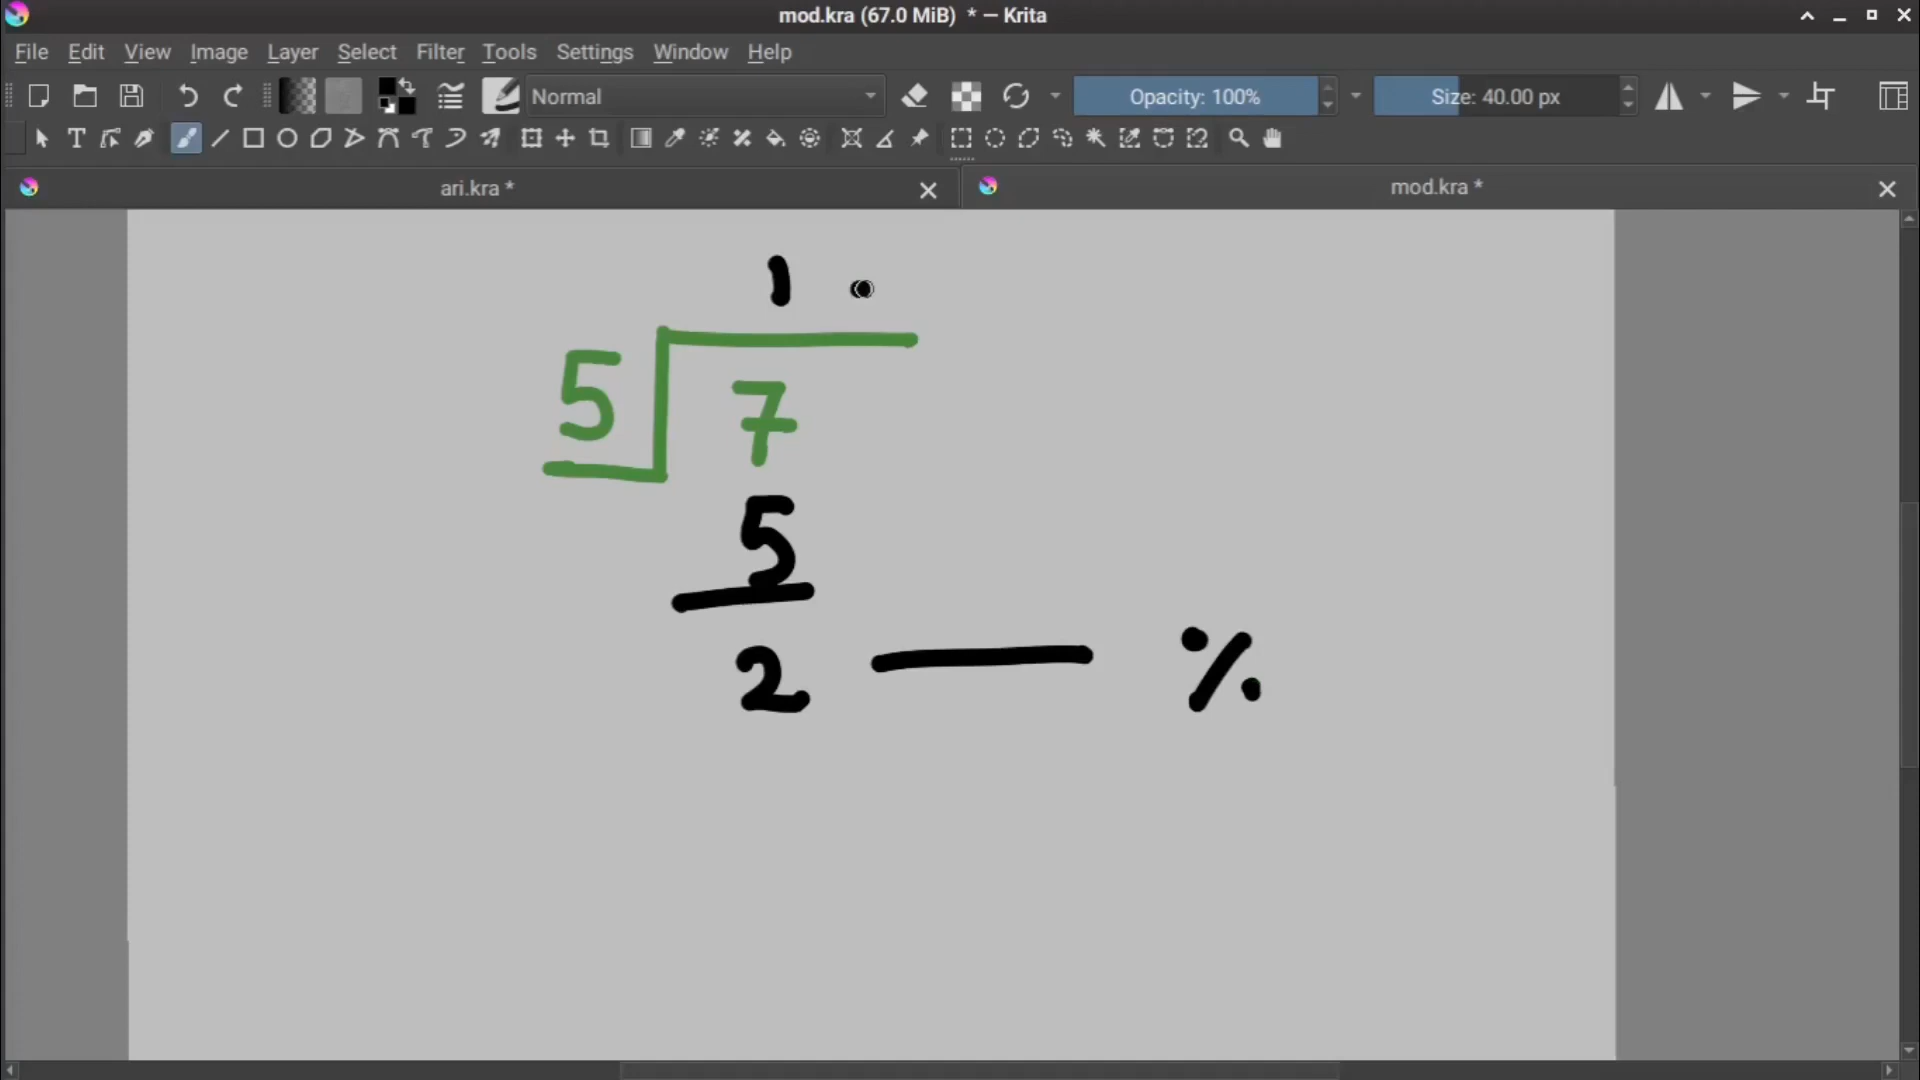 mod.kra (67.0 MiB) * — Krita
File Edit View Image Layer Select Filter Tools Settings Window Help
Normal Opacity: 100% Size: 40.00 px
ari.kra * mod.kra *
1 .
5 7
5
2 — %